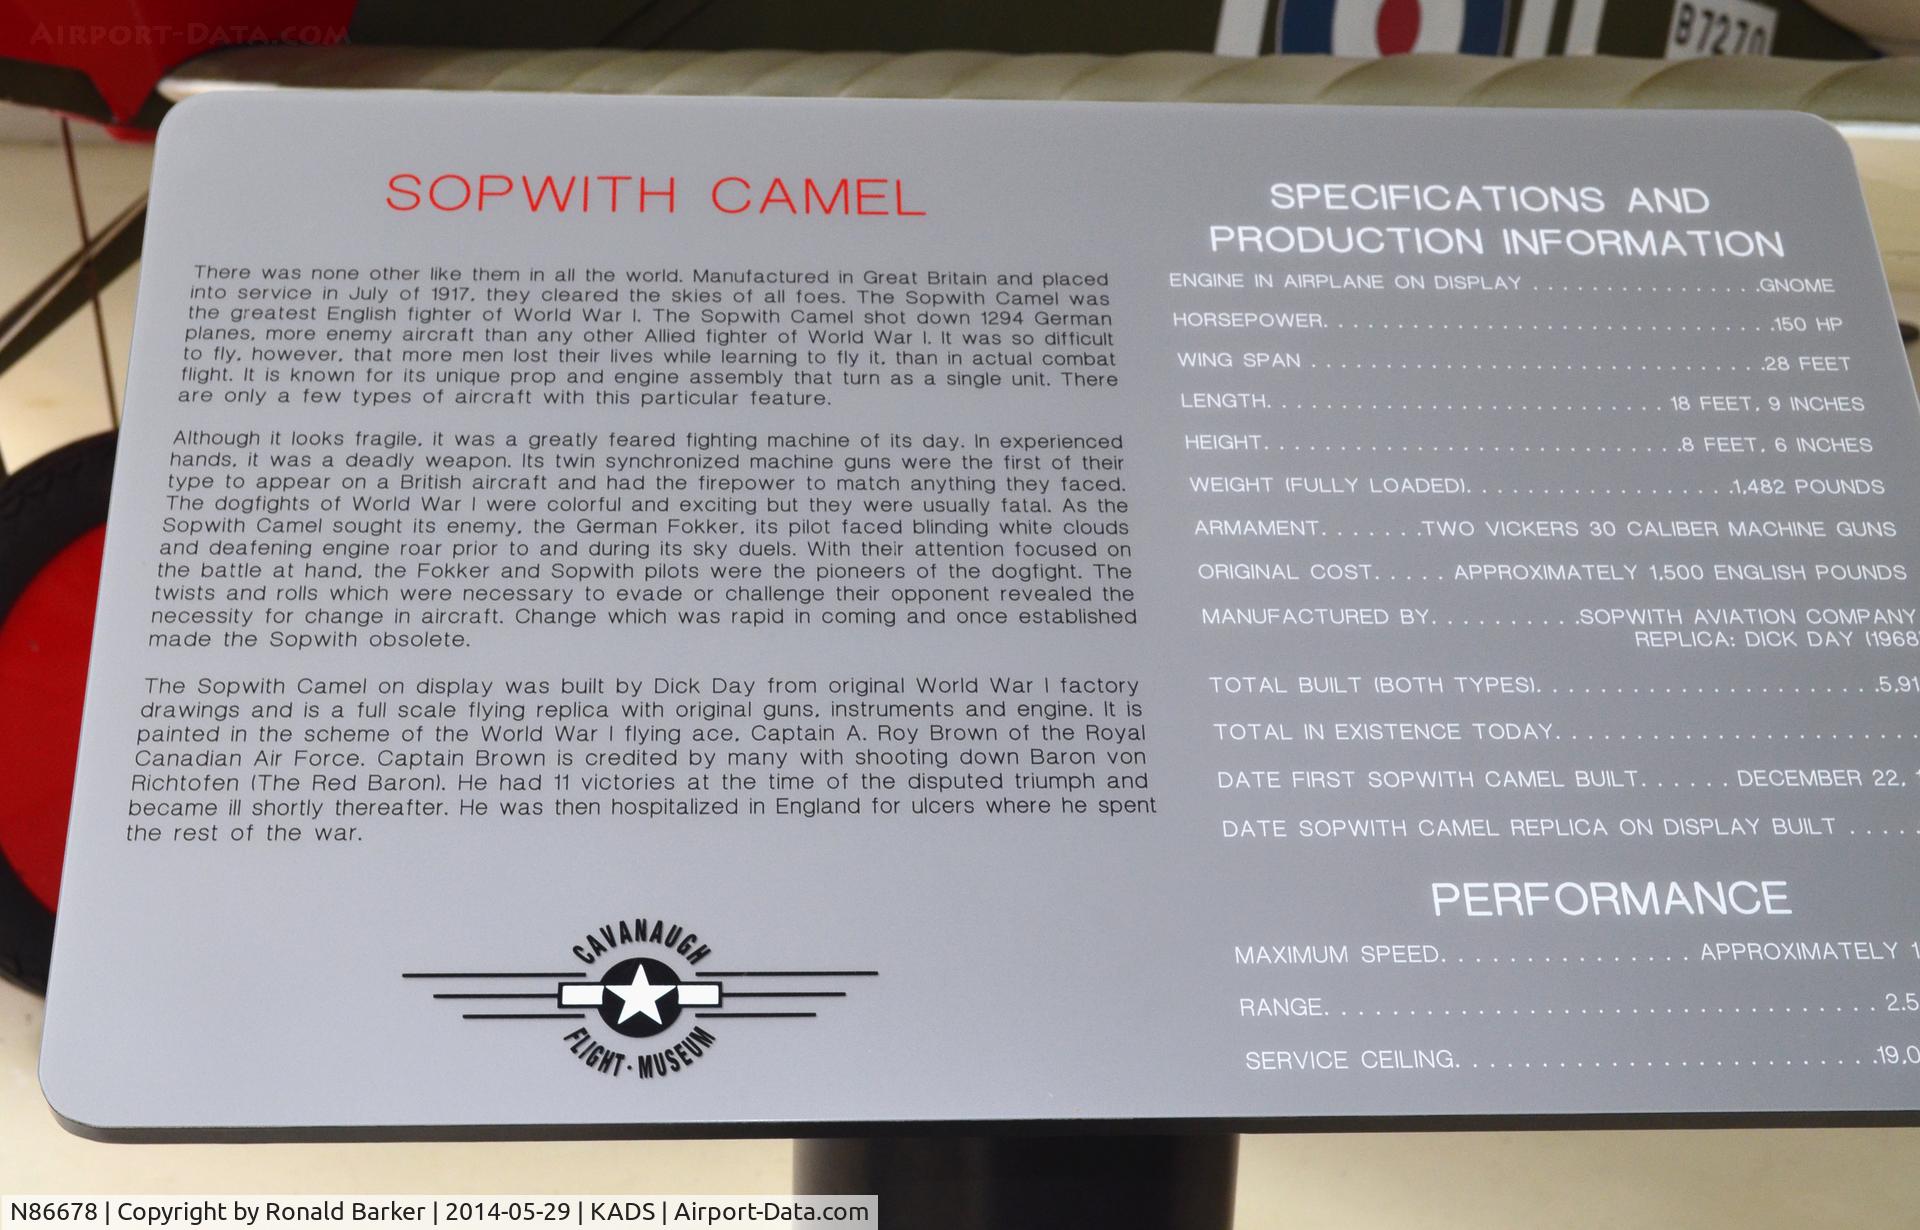 AIRPORT-DATA.COM
B7270
SOPWITH CAMEL
There was none other like them in all the world. Manufactured in Great Britain and placed
into service in July of 1917, they cleared the skies of all foes. The Sopwith Camel was
the greatest English fighter of World War I. The Sopwith Camel shot down 1294 German
planes, more enemy aircraft than any other Allied fighter of World War I. It was so difficult
to fly, however, that more men lost their lives while learning to fly it, than in actual combat
flight. It is known for its unique prop and engine assembly that turn as a single unit. There
are only a few types of aircraft with this particular feature.
Although it looks fragile, it was a greatly feared fighting machine of its day. In experienced
hands, it was a deadly weapon. Its twin synchronized machine guns were the first of their
type to appear on a British aircraft and had the firepower to match anything they faced.
The dogfights of World War I were colorful and exciting but they were usually fatal. As the
Sopwith Camel sought its enemy, the German Fokker, its pilot faced blinding white clouds
and deafening engine roar prior to and during its sky duels. With their attention focused on
the battle at hand, the Fokker and Sopwith pilots were the pioneers of the dogfight. The
twists and rolls which were necessary to evade or challenge their opponent revealed the
necessity for change in aircraft. Change which was rapid in coming and once established
made the Sopwith obsolete.
The Sopwith Camel on display was built by Dick Day from original World War I factory
drawings and is a full scale flying replica with original guns, instruments and engine. It is
painted in the scheme of the World War I flying ace, Captain A. Roy Brown of the Royal
Canadian Air Force. Captain Brown is credited by many with shooting down Baron von
Richtofen (The Red Baron). He had 11 victories at the time of the disputed triumph and
became ill shortly thereafter. He was then hospitalized in England for ulcers where he spent
the rest of the war.
CAVANAUGH
FLIGHT · MUSEUM
SPECIFICATIONS AND
PRODUCTION INFORMATION
ENGINE IN AIRPLANE ON DISPLAY . . . . . . . . . . . . . . . .GNOME
HORSEPOWER. . . . . . . . . . . . . . . . . . . . . . . . . . . . . . .150 HP
WING SPAN . . . . . . . . . . . . . . . . . . . . . . . . . . . . . . .28 FEET
LENGTH. . . . . . . . . . . . . . . . . . . . . . . . . . . 18 FEET, 9 INCHES
HEIGHT. . . . . . . . . . . . . . . . . . . . . . . . . . . . .8 FEET, 6 INCHES
WEIGHT (FULLY LOADED). . . . . . . . . . . . . . . . . .1,482 POUNDS
ARMAMENT. . . . . . .TWO VICKERS 30 CALIBER MACHINE GUNS
ORIGINAL COST. . . . . APPROXIMATELY 1,500 ENGLISH POUNDS
MANUFACTURED BY. . . . . . . . . .SOPWITH AVIATION COMPANY
REPLICA: DICK DAY (1968)
TOTAL BUILT (BOTH TYPES). . . . . . . . . . . . . . . . . . . . . . .5,91
TOTAL IN EXISTENCE TODAY. . . . . . . . . . . . . . . . . . . . . . . .
DATE FIRST SOPWITH CAMEL BUILT. . . . . . DECEMBER 22, 1
DATE SOPWITH CAMEL REPLICA ON DISPLAY BUILT . . . . .
PERFORMANCE
MAXIMUM SPEED. . . . . . . . . . . . . . . . APPROXIMATELY 1
RANGE. . . . . . . . . . . . . . . . . . . . . . . . . . . . . . . . . . 2.5
SERVICE CEILING. . . . . . . . . . . . . . . . . . . . . . . . . .19,0
N86678 | Copyright by Ronald Barker | 2014-05-29 | KADS | Airport-Data.com